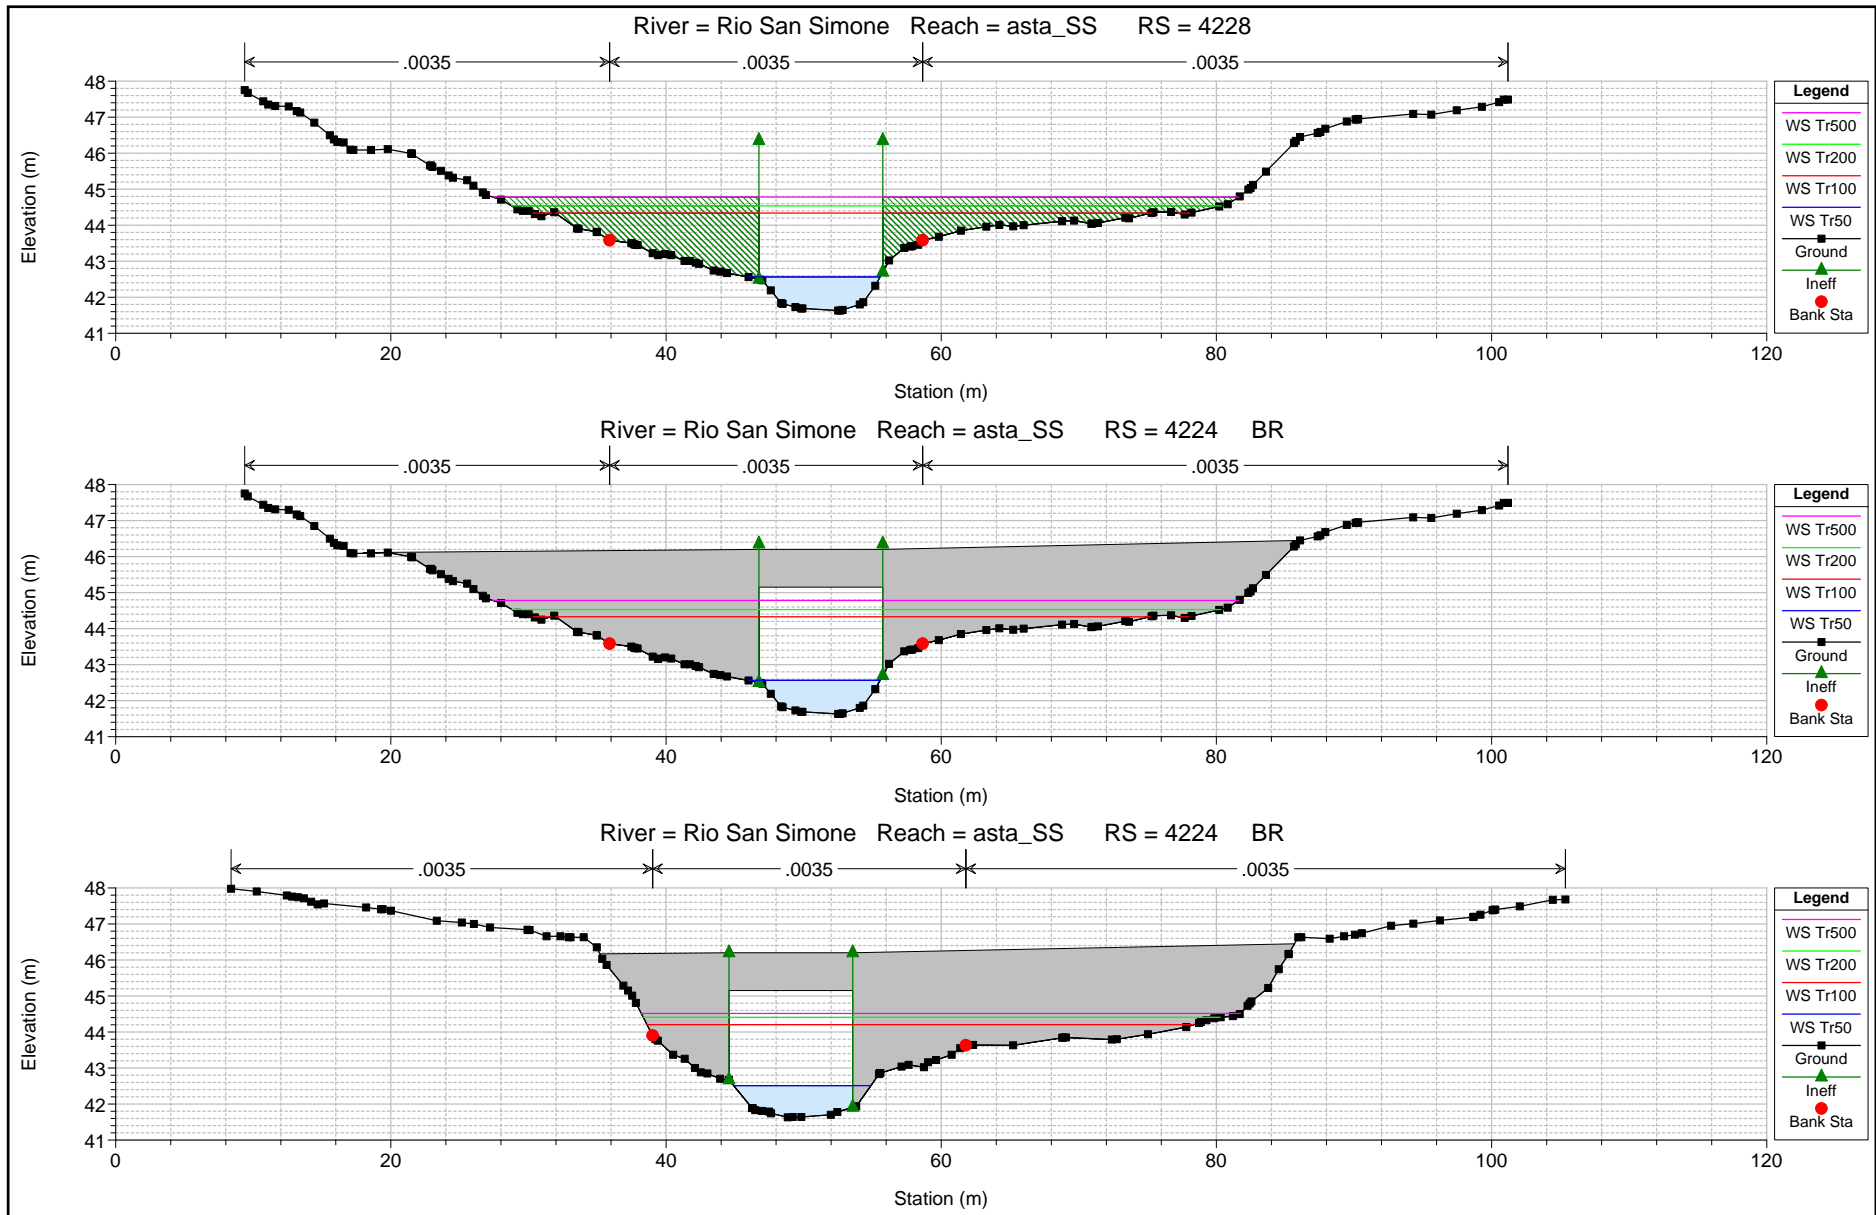 River = Rio San Simone   Reach = asta_SS      RS = 4228
.0035 .0035 .0035
48
47
46
45
44
43
42
41
Elevation (m)
0 20 40 60 80 100 120
Station (m)
Legend
WS Tr500
WS Tr200
WS Tr100
WS Tr50
Ground
Ineff
Bank Sta
River = Rio San Simone   Reach = asta_SS      RS = 4224     BR
.0035 .0035 .0035
48
47
46
45
44
43
42
41
Elevation (m)
0 20 40 60 80 100 120
Station (m)
Legend
WS Tr500
WS Tr200
WS Tr100
WS Tr50
Ground
Ineff
Bank Sta
River = Rio San Simone   Reach = asta_SS      RS = 4224     BR
.0035 .0035 .0035
48
47
46
45
44
43
42
41
Elevation (m)
0 20 40 60 80 100 120
Station (m)
Legend
WS Tr500
WS Tr200
WS Tr100
WS Tr50
Ground
Ineff
Bank Sta